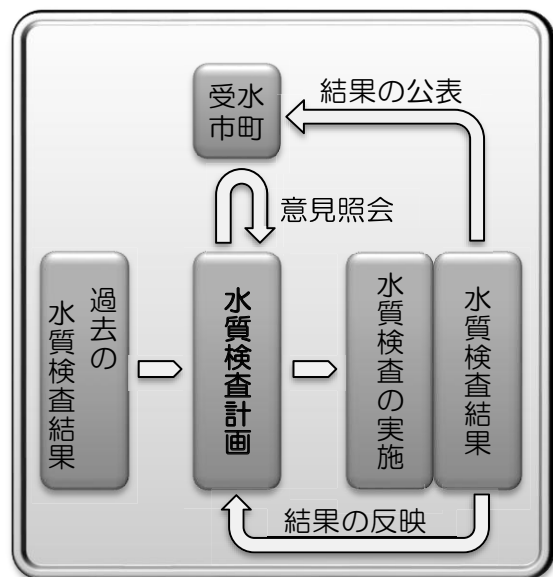 受水
市町
結果の公表
意見照会
過去の
水質検査結果
水質検査計画
水質検査の実施
水質検査結果
結果の反映